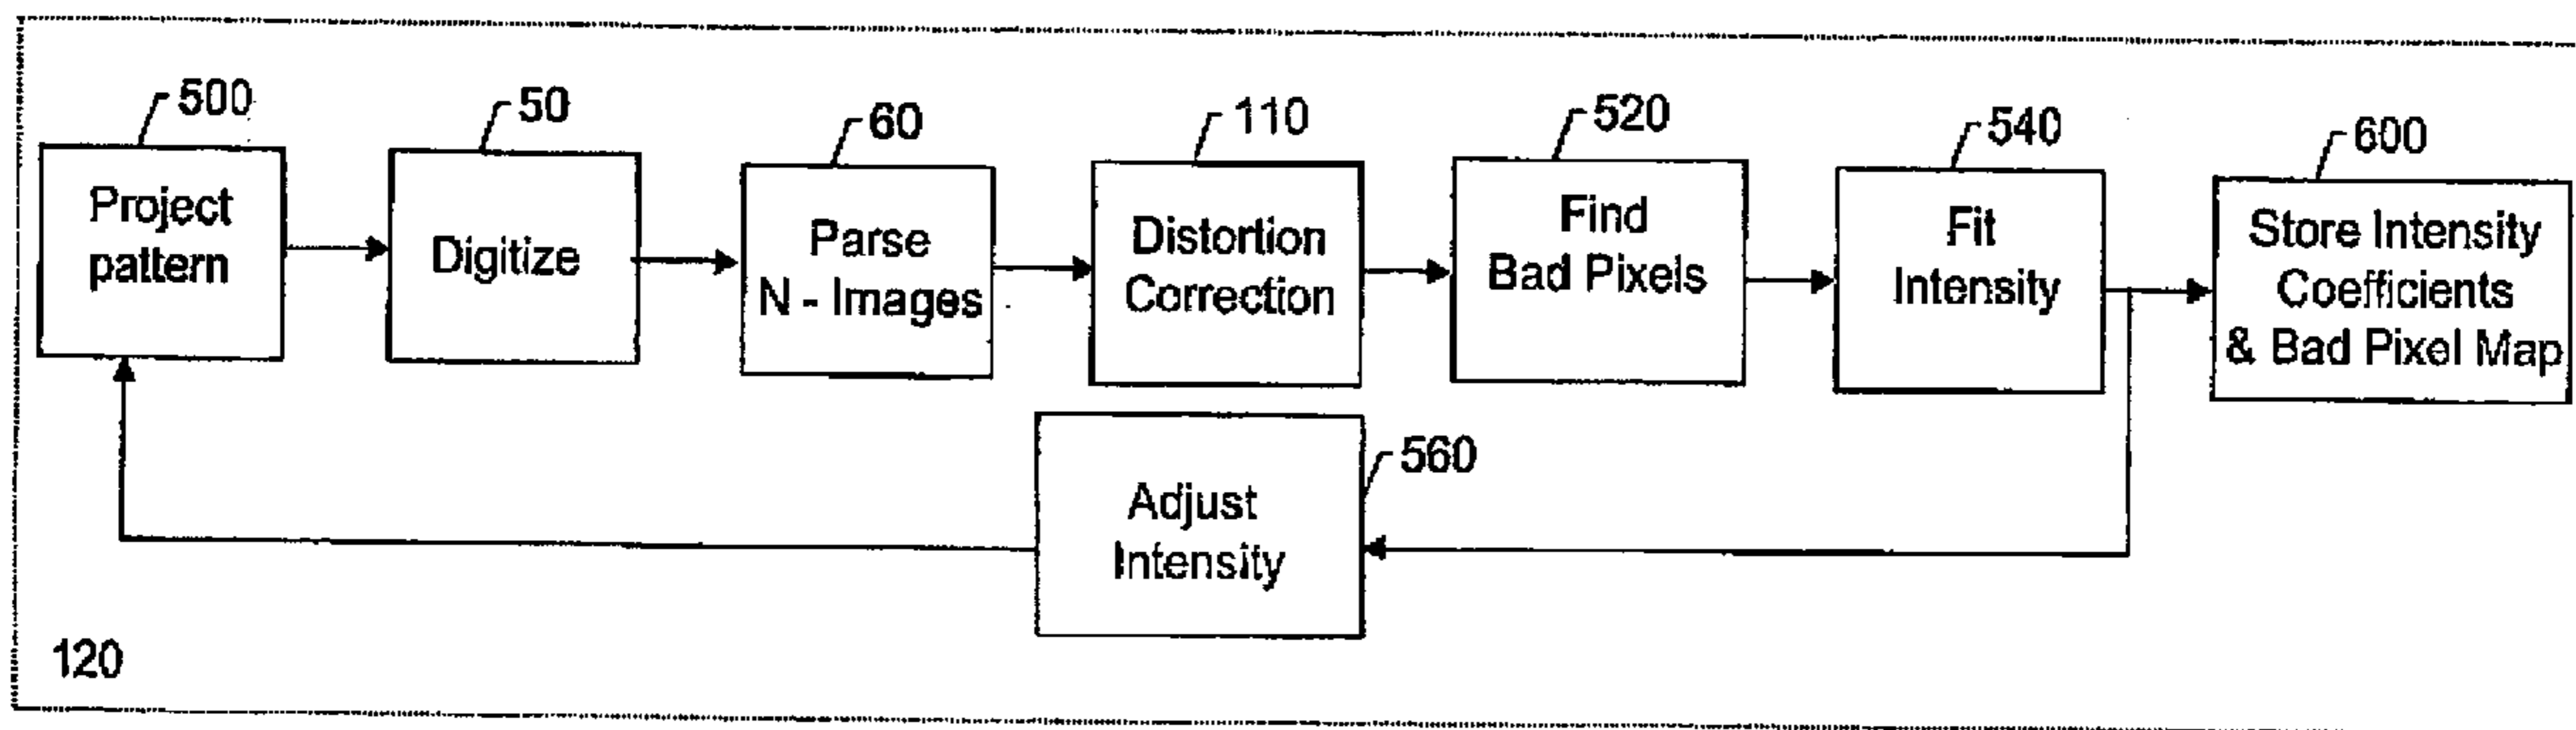 500
50
60
110
520
540
600
Project
pattern
Digitize
Parse
N - Images
Distortion
Correction
Find
Bad Pixels
Fit
Intensity
Store Intensity
Coefficients
& Bad Pixel Map
560
Adjust
Intensity
120